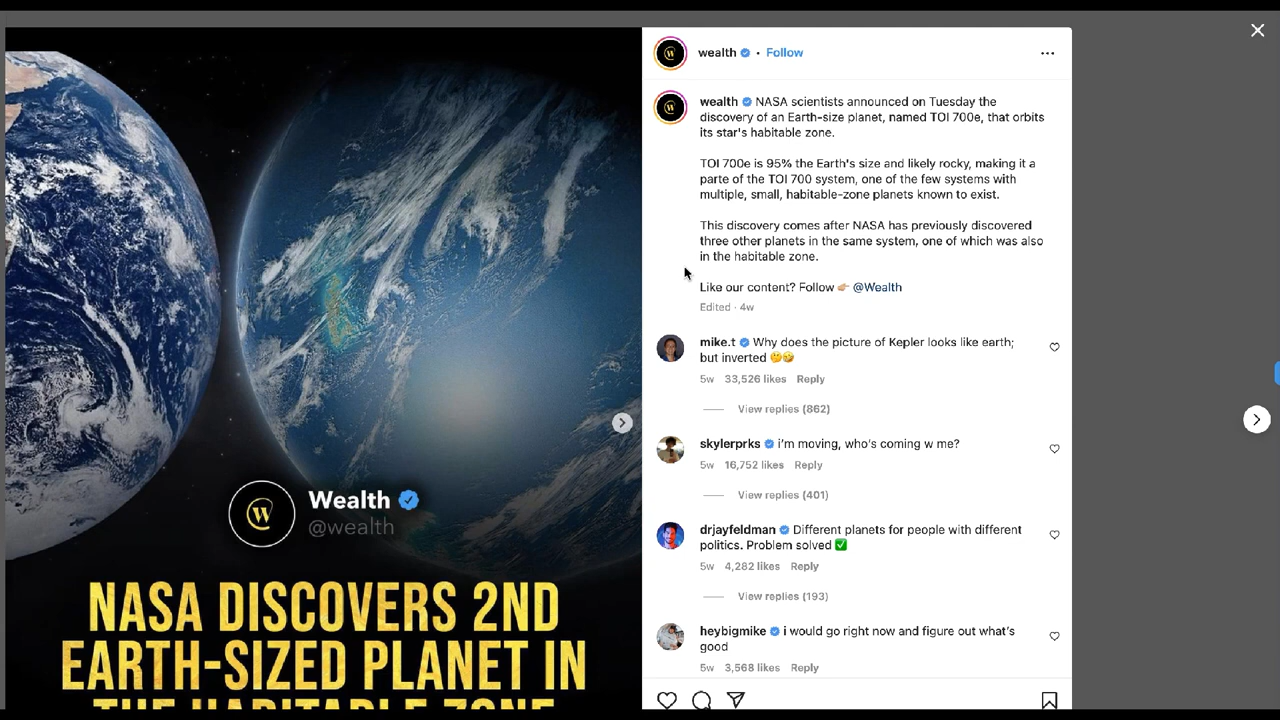 wealth • Follow
wealth NASA scientists announced on Tuesday the
discovery of an Earth-size planet, named TOI 700e, that orbits
its star's habitable zone.
TOI 700e is 95% the Earth's size and likely rocky, making it a
parte of the TOI 700 system, one of the few systems with
multiple, small, habitable-zone planets known to exist.
This discovery comes after NASA has previously discovered
three other planets in the same system, one of which was also
in the habitable zone.
Like our content? Follow 👉🏼 @Wealth
Edited · 4w
mike.t Why does the picture of Kepler looks like earth;
but inverted 🤔🤣
5w 33,526 likes Reply
View replies (862)
skylerprks i'm moving, who's coming w me?
5w 16,752 likes Reply
View replies (401)
drjayfeldman Different planets for people with different
politics. Problem solved ✅
5w 4,282 likes Reply
View replies (193)
heybigmike i would go right now and figure out what's
good
5w 3,568 likes Reply
W
Wealth
@wealth
NASA DISCOVERS 2ND
EARTH-SIZED PLANET IN
THE HABITABLE ZONE